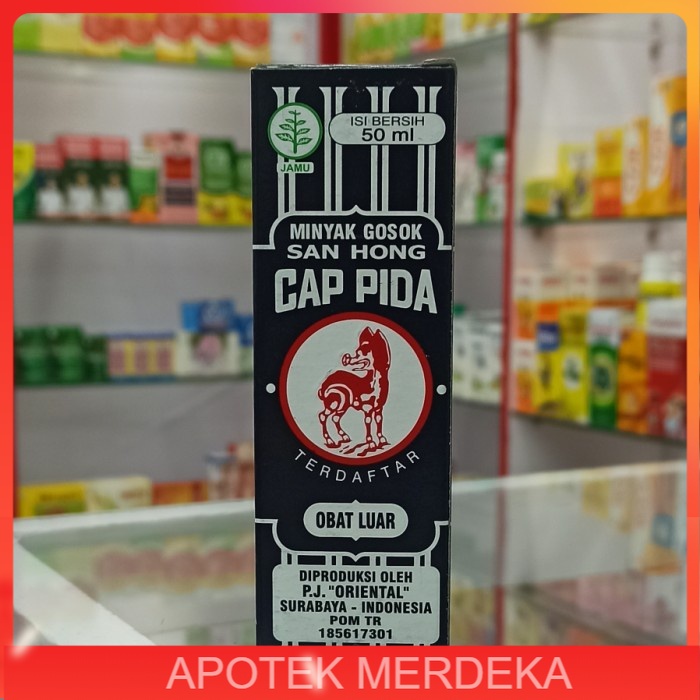 ISI BERSIH
50 ml
JAMU
MINYAK GOSOK
SAN HONG
CAP PIDA
TERDAFTAR
OBAT LUAR
DIPRODUKSI OLEH
P.J. "ORIENTAL"
SURABAYA - INDONESIA
POM TR
185617301
APOTEK MERDEKA